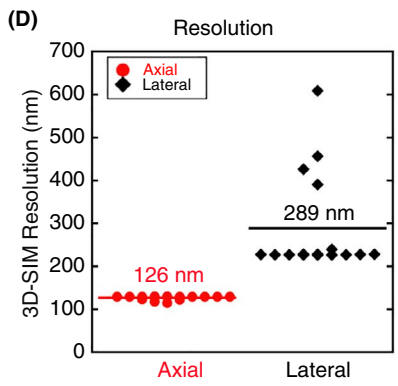 (D)
Resolution
3D-SIM Resolution (nm)
700
600
500
400
300
200
100
0
Axial
Lateral
289 nm
126 nm
Axial
Lateral